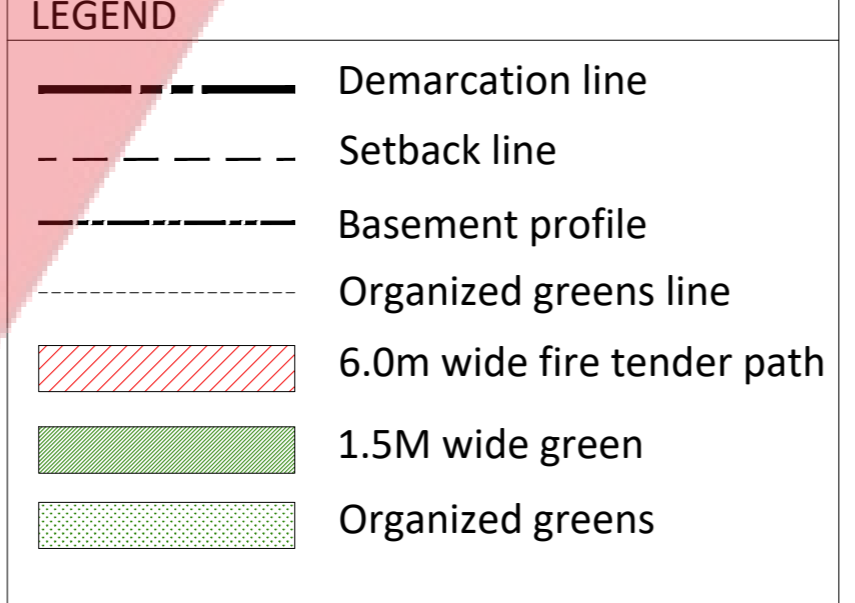 LEGEND
Demarcation line
Setback line
Basement profile
Organized greens line
6.0m wide fire tender path
1.5M wide green
Organized greens